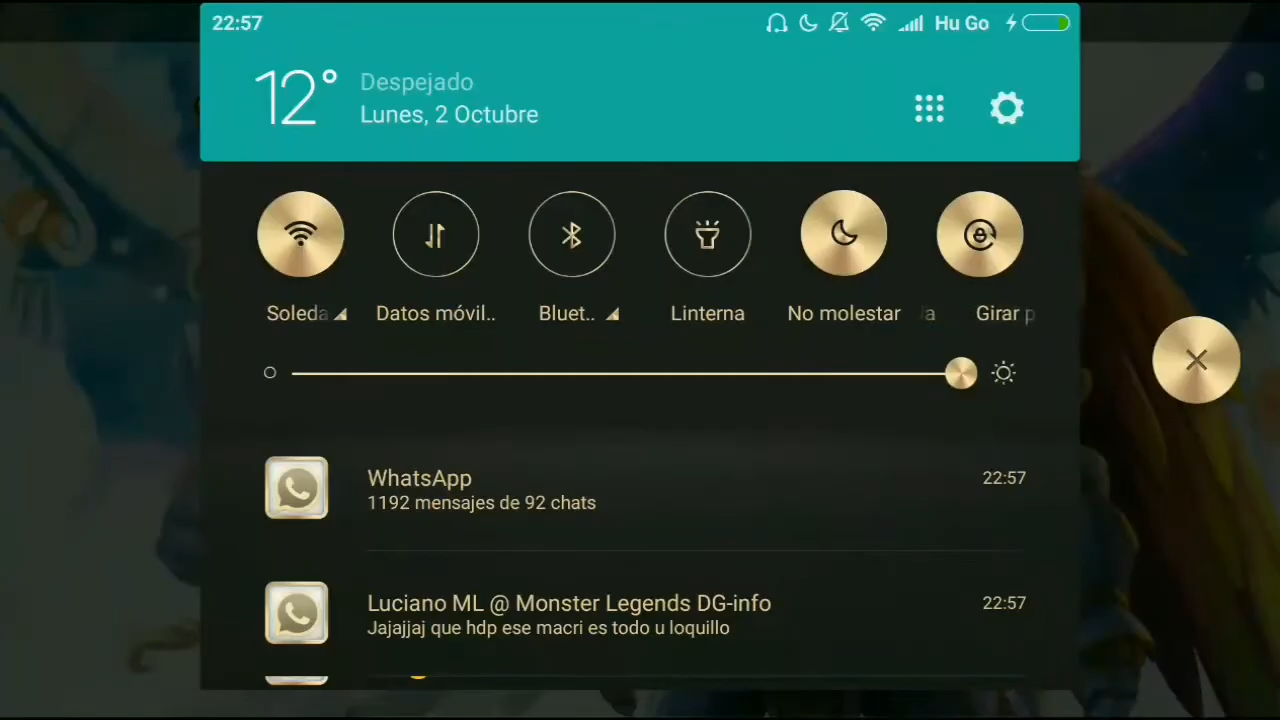 22:57
Hu Go
12°
Despejado
Lunes, 2 Octubre
Soleda
Datos móvil..
Bluet..
Linterna
No molestar
Girar p
WhatsApp
22:57
1192 mensajes de 92 chats
Luciano ML @ Monster Legends DG-info
22:57
Jajajjaj que hdp ese macri es todo u loquillo